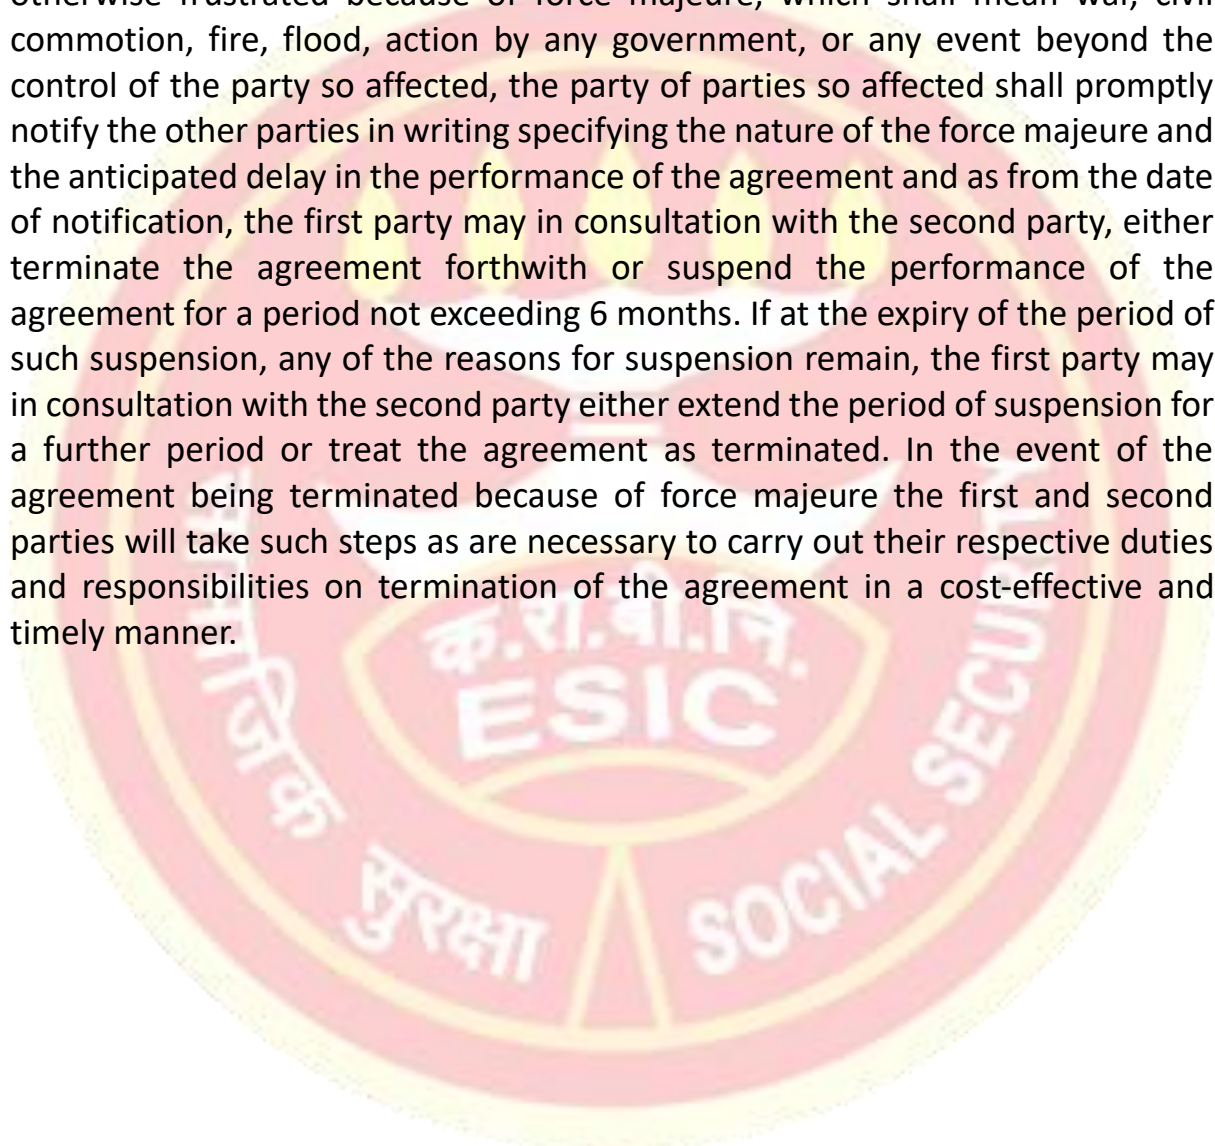 otherwise frustrated because of force majeure, which shall mean war, civil
commotion, fire, flood, action by any government, or any event beyond the
control of the party so affected, the party of parties so affected shall promptly
notify the other parties in writing specifying the nature of the force majeure and
the anticipated delay in the performance of the agreement and as from the date
of notification, the first party may in consultation with the second party, either
terminate the agreement forthwith or suspend the performance of the
agreement for a period not exceeding 6 months. If at the expiry of the period of
such suspension, any of the reasons for suspension remain, the first party may
in consultation with the second party either extend the period of suspension for
a further period or treat the agreement as terminated. In the event of the
agreement being terminated because of force majeure the first and second
parties will take such steps as are necessary to carry out their respective duties
and responsibilities on termination of the agreement in a cost-effective and
timely manner.
क.रा.बी.नि.
ESIC
सामाजिक सुरक्षा
SOCIAL SECURITY